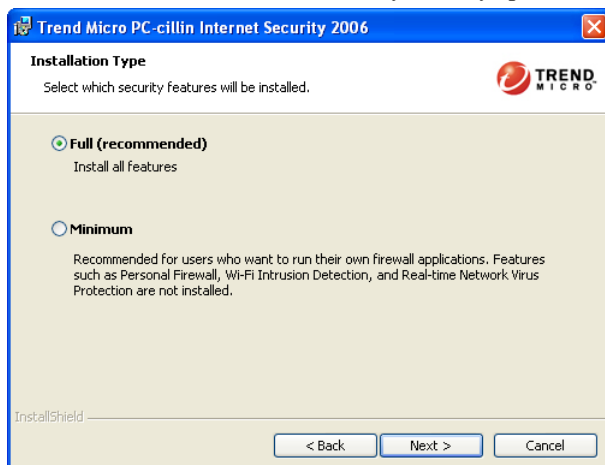 Trend Micro PC-cillin Internet Security 2006
Installation Type
Select which security features will be installed.
TREND
MICRO
Full (recommended)
Install all features
Minimum
Recommended for users who want to run their own firewall applications. Features
such as Personal Firewall, Wi-Fi Intrusion Detection, and Real-time Network Virus
Protection are not installed.
InstallShield
< Back
Next >
Cancel